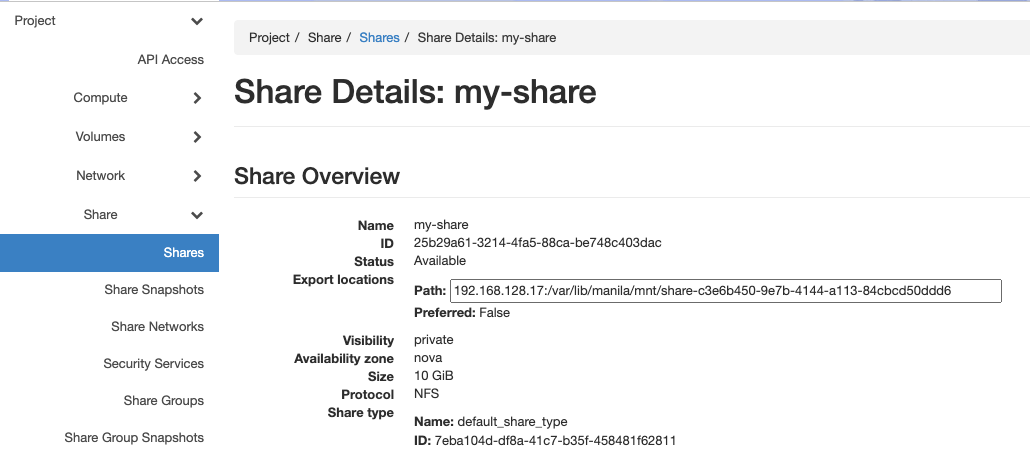 Project
API Access
Compute
Volumes
Network
Share
Shares
Share Snapshots
Share Networks
Security Services
Share Groups
Share Group Snapshots
Project / Share / Shares / Share Details: my-share
Share Details: my-share
Share Overview
Name my-share
ID 25b29a61-3214-4fa5-88ca-be748c403dac
Status Available
Export locations
Path: 192.168.128.17:/var/lib/manila/mnt/share-c3e6b450-9e7b-4144-a113-84cbcd50ddd6
Preferred: False
Visibility private
Availability zone nova
Size 10 GiB
Protocol NFS
Share type
Name: default_share_type
ID: 7eba104d-df8a-41c7-b35f-458481f62811